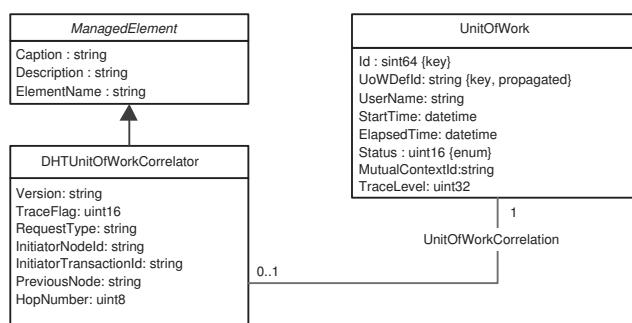 ManagedElement
Caption : string
Description : string
ElementName : string
UnitOfWork
Id : sint64 {key}
UoWDefId: string {key, propagated}
UserName: string
StartTime: datetime
ElapsedTime: datetime
Status : uint16 {enum}
MutualContextId:string
TraceLevel: uint32
DHTUnitOfWorkCorrelator
Version: string
TraceFlag: uint16
RequestType: string
InitiatorNodeId: string
InitiatorTransactionId: string
PreviousNode: string
HopNumber: uint8
1
UnitOfWorkCorrelation
0..1